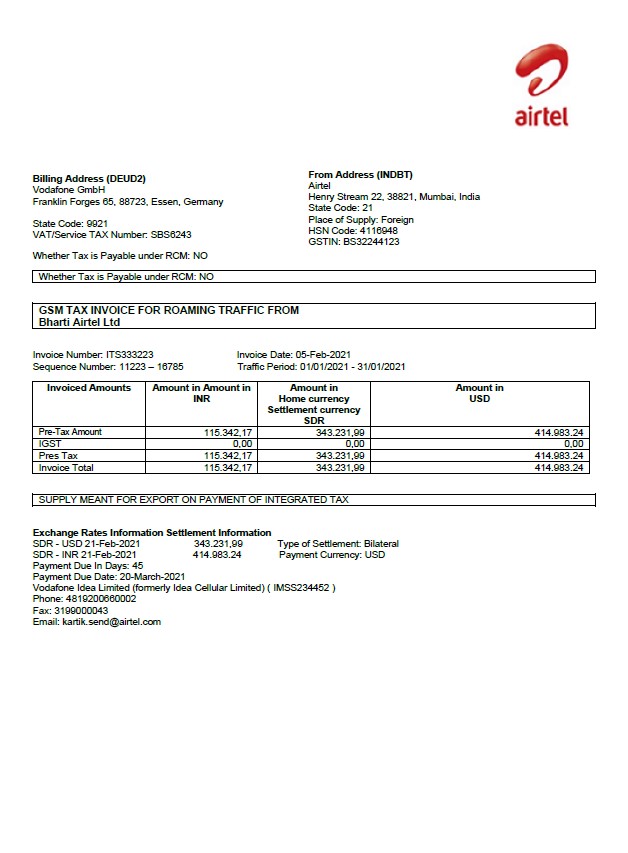 airtel
Billing Address (DEUD2)
Vodafone GmbH
Franklin Forges 65, 88723, Essen, Germany
State Code: 9921
VAT/Service TAX Number: SBS6243
Whether Tax is Payable under RCM: NO
From Address (INDBT)
Airtel
Henry Stream 22, 38821, Mumbai, India
State Code: 21
Place of Supply: Foreign
HSN Code: 4116948
GSTIN: BS32244123
Whether Tax is Payable under RCM: NO
GSM TAX INVOICE FOR ROAMING TRAFFIC FROM
Bharti Airtel Ltd
Invoice Number: ITS333223 Invoice Date: 05-Feb-2021
Sequence Number: 11223 – 16785 Traffic Period: 01/01/2021 - 31/01/2021
Invoiced Amounts Amount in Amount in Amount in Amount in
INR Home currency USD
Settlement currency
SDR
Pre-Tax Amount 115.342,17 343.231,99 414.983.24
IGST 0,00 0,00 0,00
Pres Tax 115.342,17 343.231,99 414.983.24
Invoice Total 115.342,17 343.231,99 414.983.24
SUPPLY MEANT FOR EXPORT ON PAYMENT OF INTEGRATED TAX
Exchange Rates Information Settlement Information
SDR - USD 21-Feb-2021 343.231,99 Type of Settlement: Bilateral
SDR - INR 21-Feb-2021 414.983.24 Payment Currency: USD
Payment Due In Days: 45
Payment Due Date: 20-March-2021
Vodafone Idea Limited (formerly Idea Cellular Limited) ( IMSS234452 )
Phone: 4819200660002
Fax: 3199000043
Email: kartik.send@airtel.com